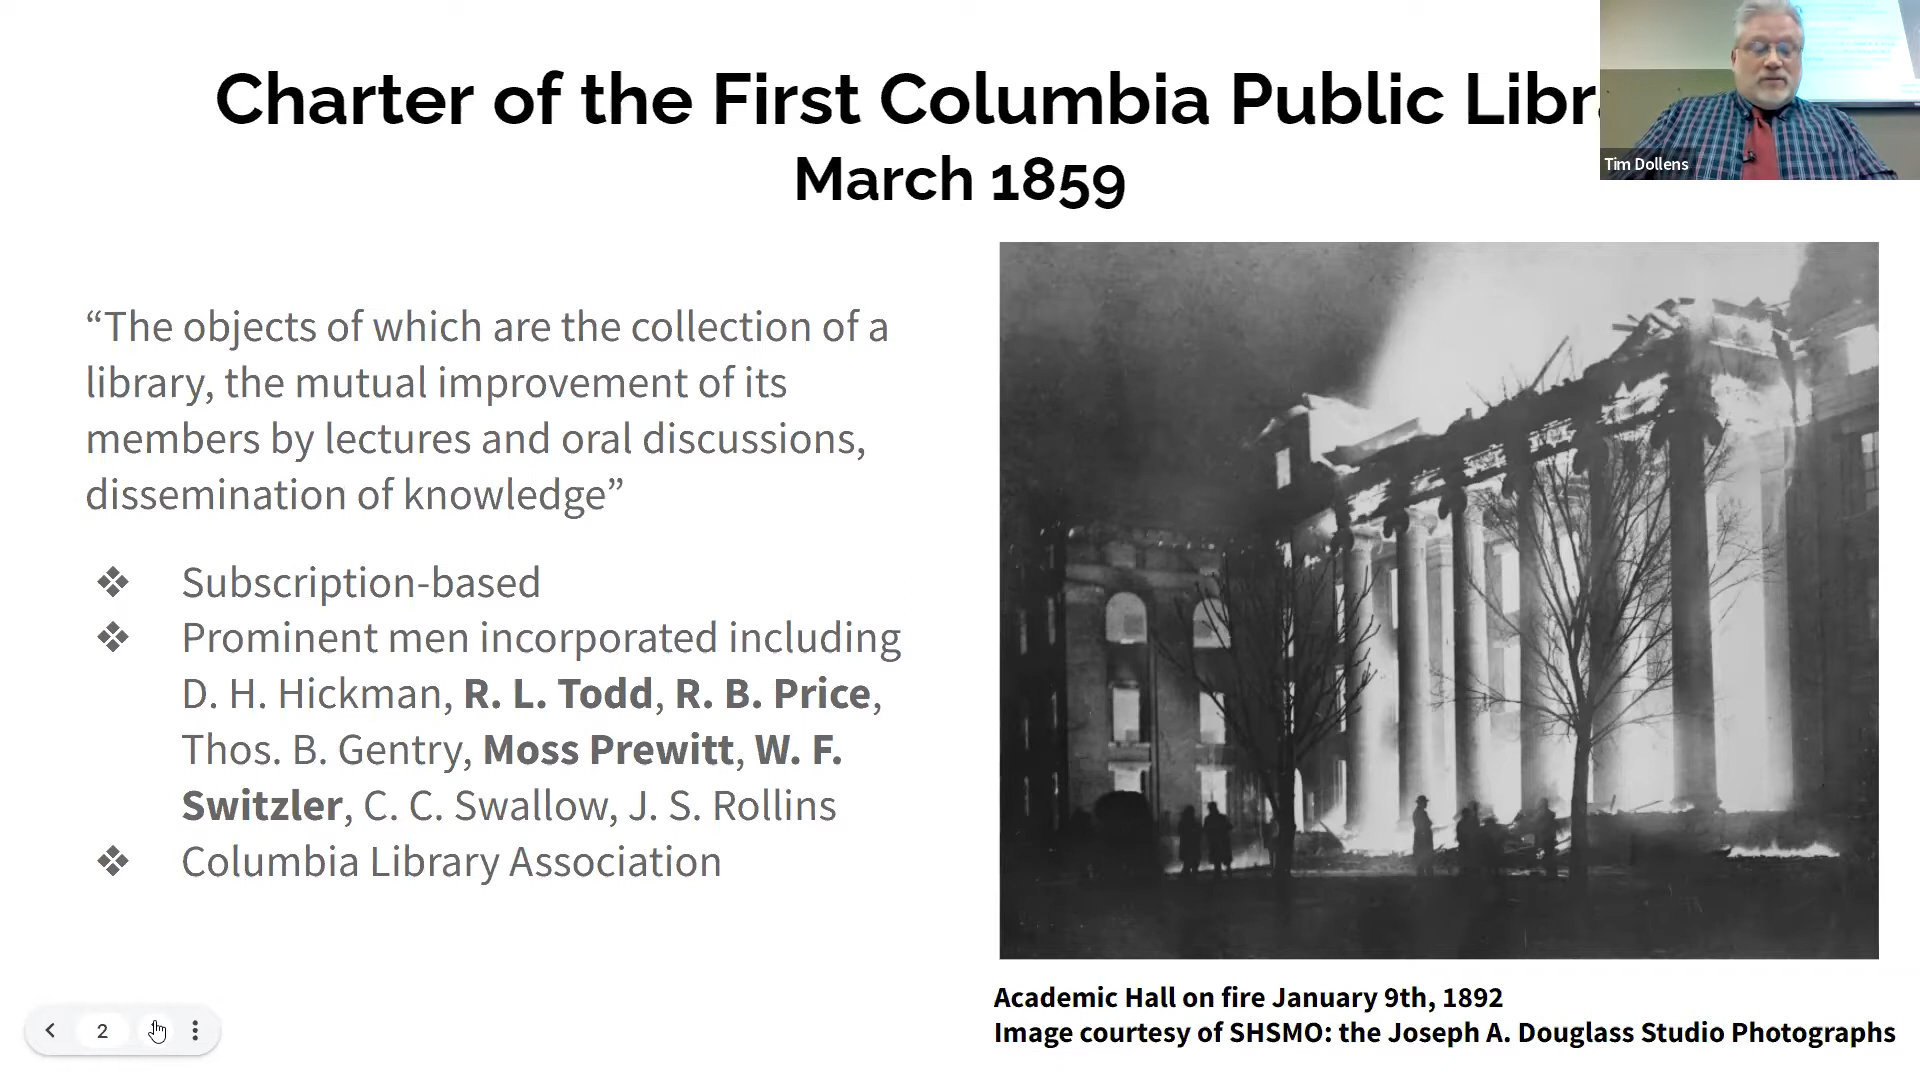 Charter of the First Columbia Public Libr
March 1859
Tim Dollens
“The objects of which are the collection of a
library, the mutual improvement of its
members by lectures and oral discussions,
dissemination of knowledge”
❖ Subscription-based
❖ Prominent men incorporated including
D. H. Hickman, R. L. Todd, R. B. Price,
Thos. B. Gentry, Moss Prewitt, W. F.
Switzler, C. C. Swallow, J. S. Rollins
❖ Columbia Library Association
Academic Hall on fire January 9th, 1892
Image courtesy of SHSMO: the Joseph A. Douglass Studio Photographs
2